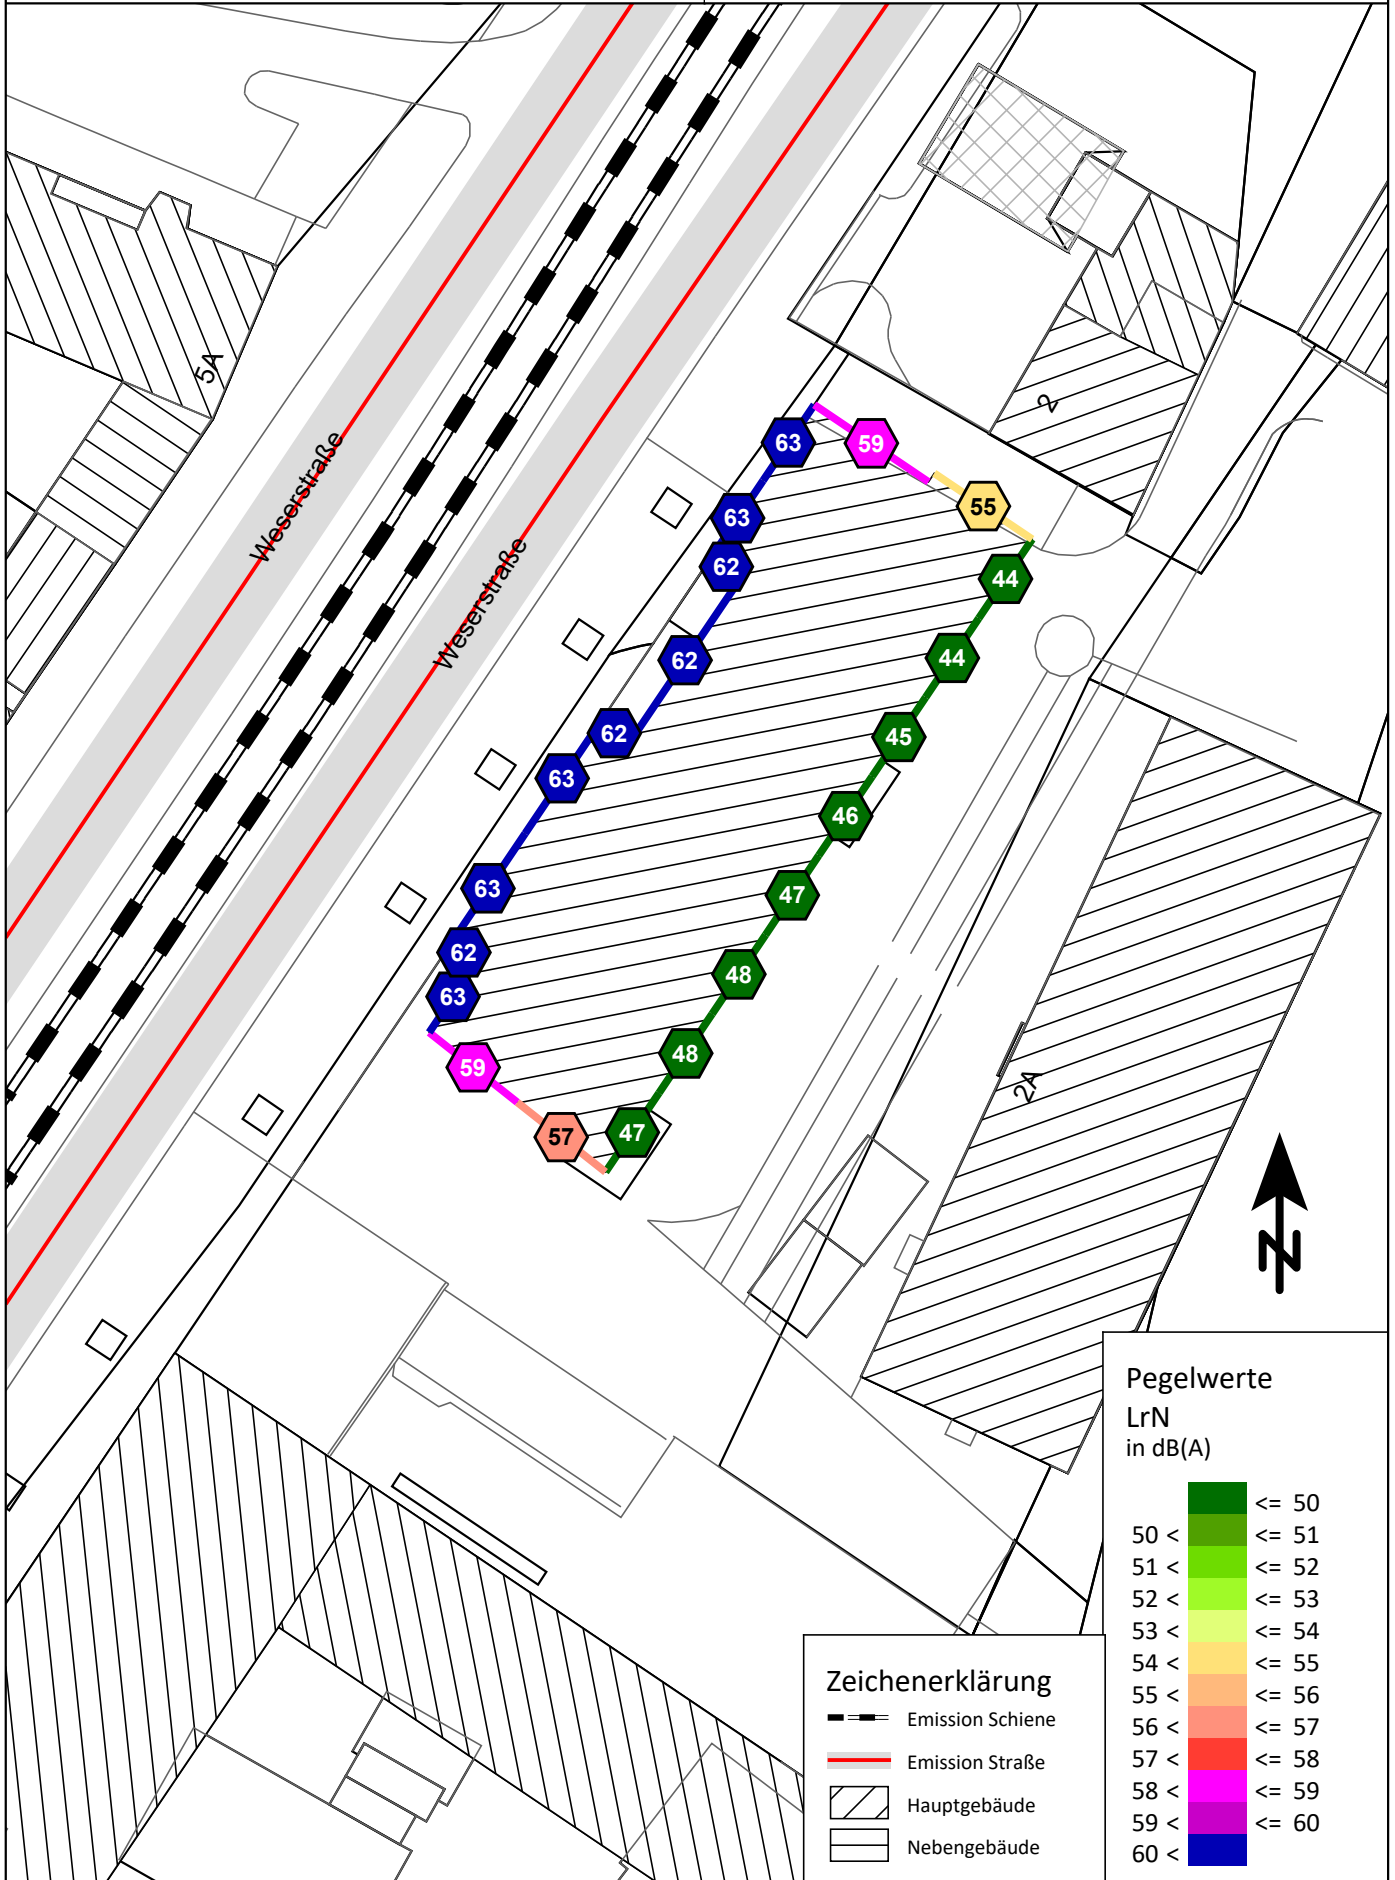 5A
2
Weserstraße
Weserstraße
63
59
63
55
62
44
62
44
62
45
63
46
63
47
62
48
63
48
59
57
47
2A
N
Pegelwerte
LrN
in dB(A)
<= 50
50 < <= 51
51 < <= 52
52 < <= 53
53 < <= 54
54 < <= 55
55 < <= 56
56 < <= 57
57 < <= 58
58 < <= 59
59 < <= 60
60 <
Zeichenerklärung
Emission Schiene
Emission Straße
Hauptgebäude
Nebengebäude